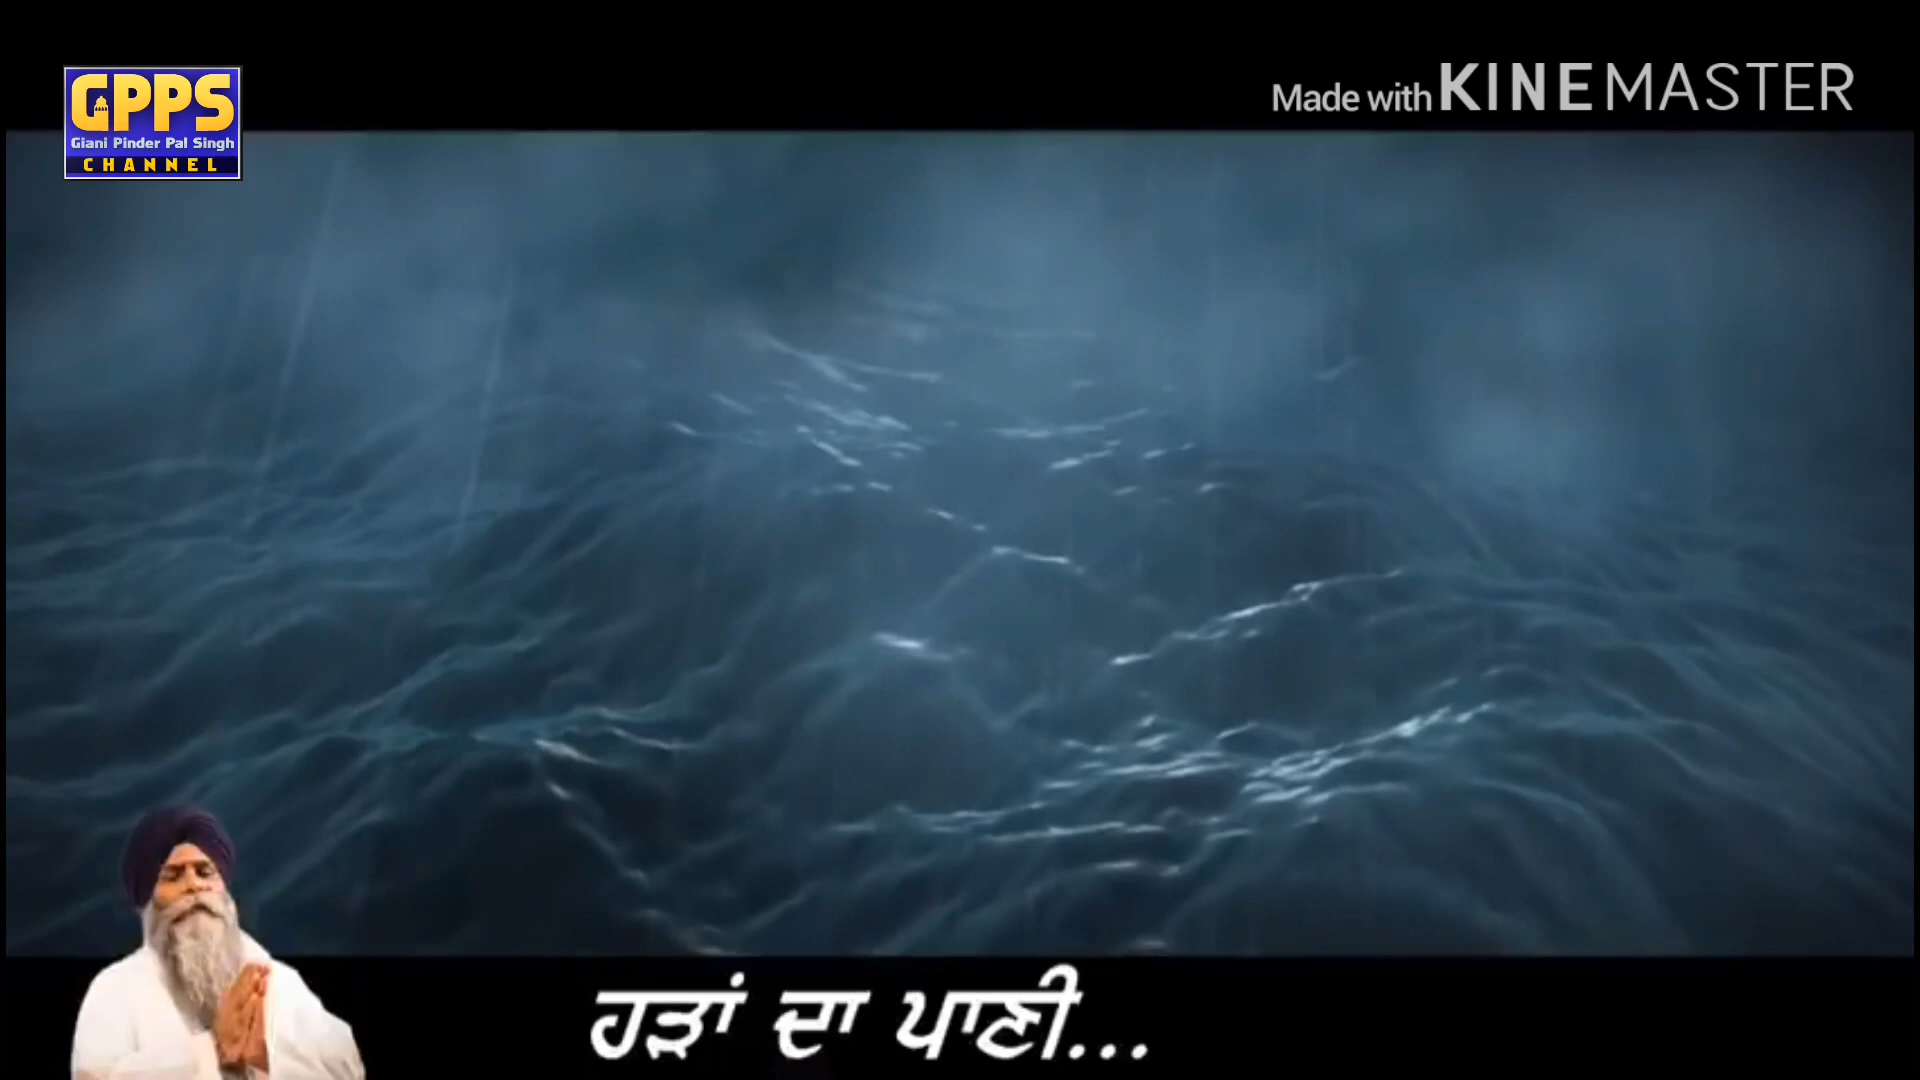 GPPS
Giani Pinder Pal Singh
CHANNEL
Made with KINEMASTER
ਹੜਾਂ ਦਾ ਪਾਣੀ...